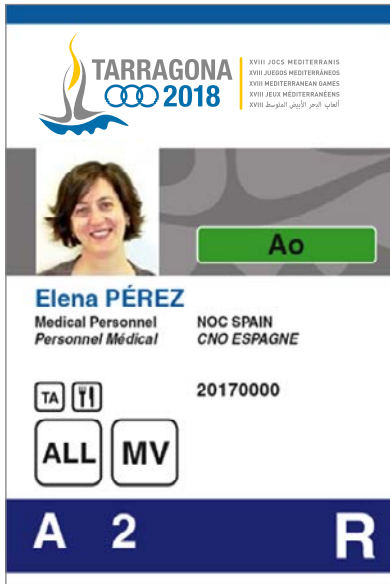 TARRAGONA
2018
XVIII JOCS MEDITERRANIS
XVIII JUEGOS MEDITERRÁNEOS
XVIII MEDITERRANEAN GAMES
XVIII JEUX MÉDITERRANÉENS
ألعاب البحر الأبيض المتوسط XVIII
Ao
Elena PÉREZ
Medical Personnel
Personnel Médical
NOC SPAIN
CNO ESPAGNE
TA
20170000
ALL
MV
A 2 R